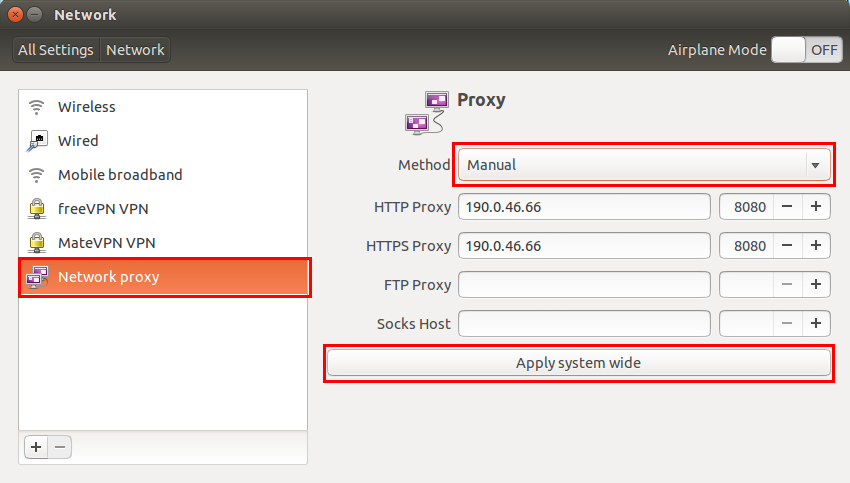 Network
All Settings Network Airplane Mode OFF
Wireless
Wired
Mobile broadband
freeVPN VPN
MateVPN VPN
Network proxy
+ −
Proxy
Method Manual
HTTP Proxy 190.0.46.66 8080 − +
HTTPS Proxy 190.0.46.66 8080 − +
FTP Proxy − +
Socks Host − +
Apply system wide